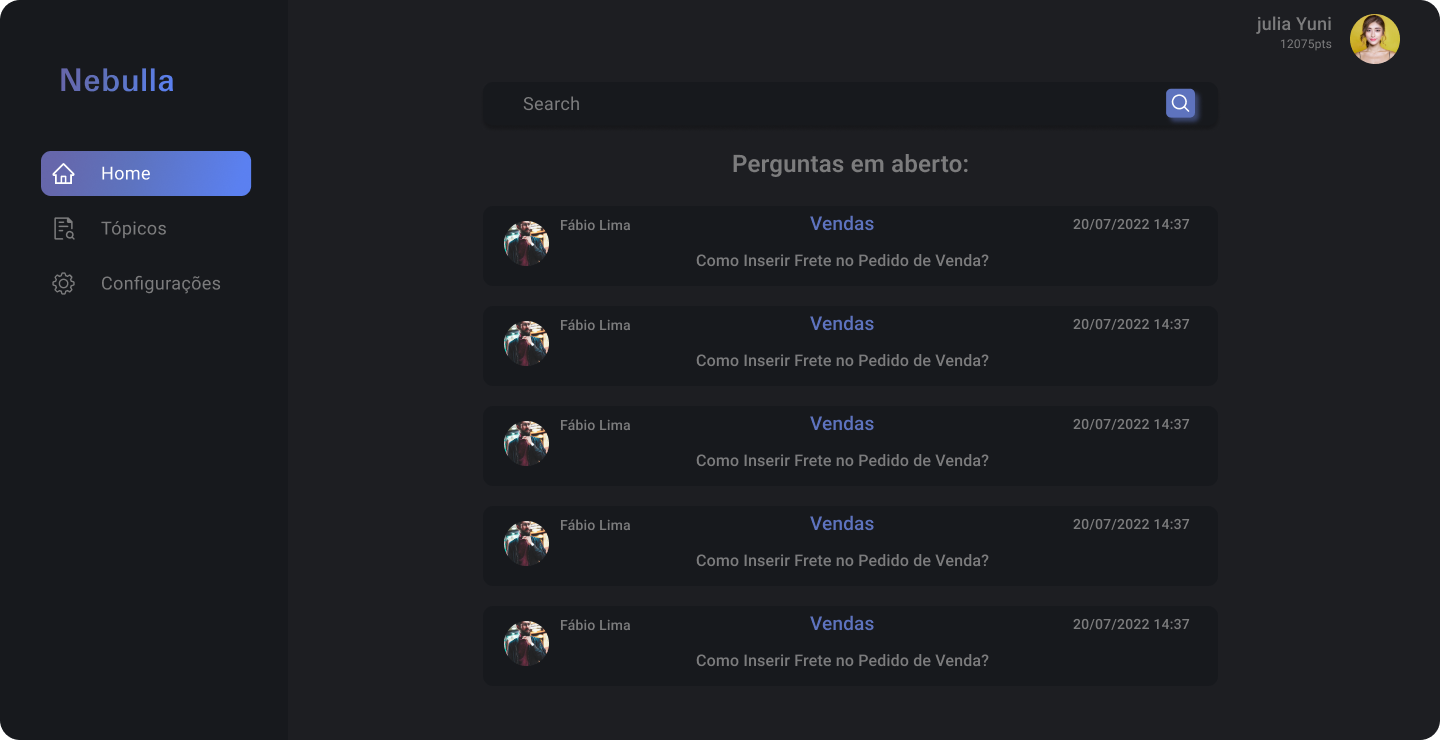 julia Yuni
12075pts
Nebulla
Search
Home
Tópicos
Configurações
Perguntas em aberto:
Fábio Lima
Vendas
20/07/2022 14:37
Como Inserir Frete no Pedido de Venda?
Fábio Lima
Vendas
20/07/2022 14:37
Como Inserir Frete no Pedido de Venda?
Fábio Lima
Vendas
20/07/2022 14:37
Como Inserir Frete no Pedido de Venda?
Fábio Lima
Vendas
20/07/2022 14:37
Como Inserir Frete no Pedido de Venda?
Fábio Lima
Vendas
20/07/2022 14:37
Como Inserir Frete no Pedido de Venda?